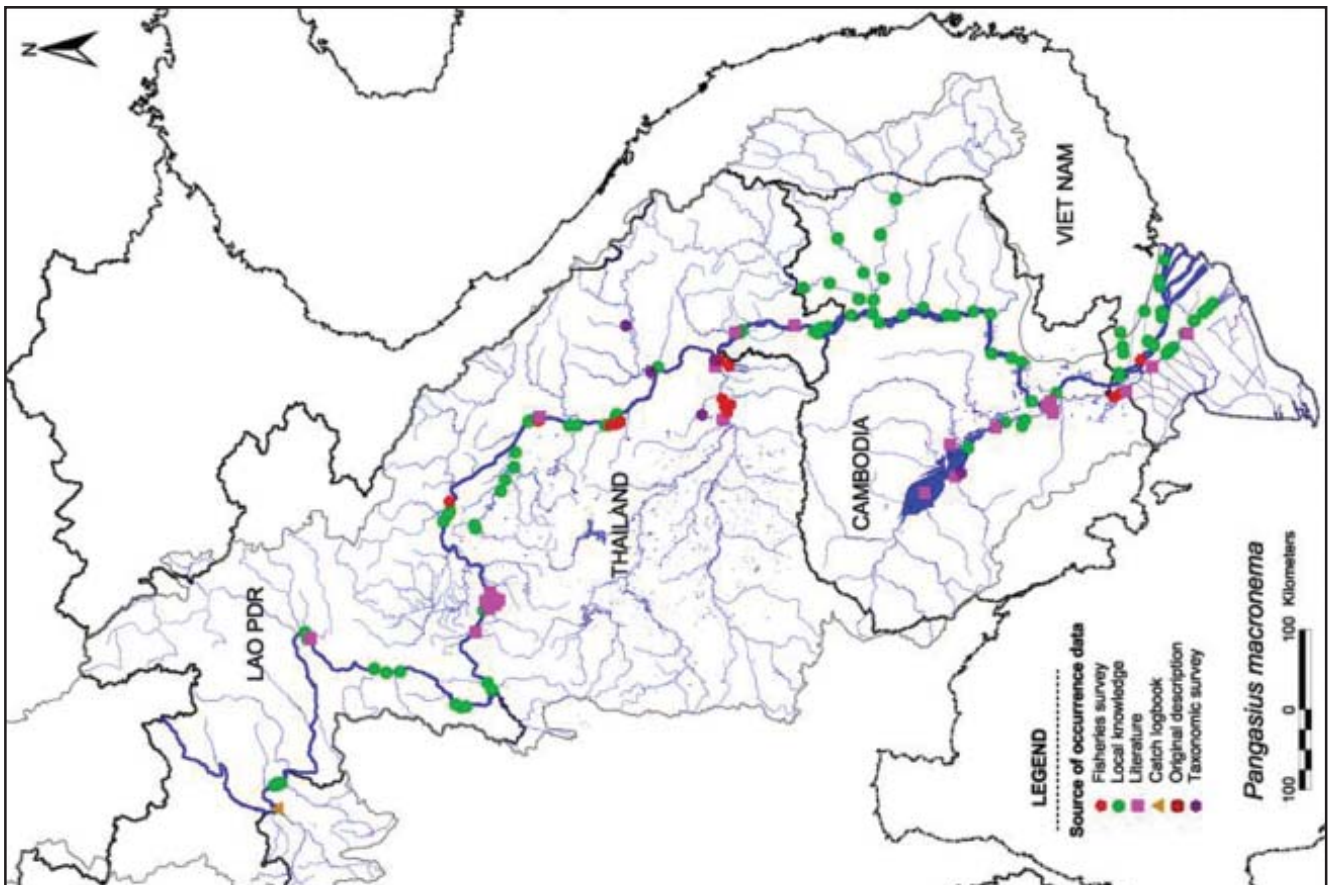 N
LAO PDR
THAILAND
CAMBODIA
VIET NAM
LEGEND
Source of occurrence data
Fisheries survey
Local knowledge
Literature
Catch logbook
Original description
Taxonomic survey
Pangasius macronema
100 0 100 Kilometers